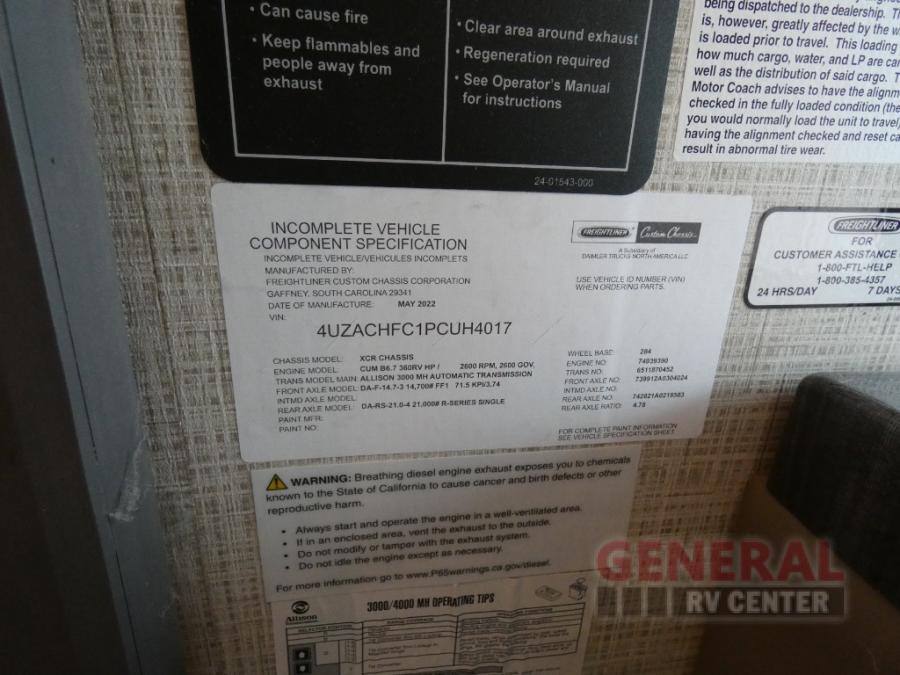 • Can cause fire
• Keep flammables and
people away from
exhaust
• Clear area around exhaust
• Regeneration required
• See Operator's Manual
for instructions
24-01543-000
being dispatched to the dealership.
is, however, greatly affected by the
is loaded prior to travel. This loading
how much cargo, water, and LP are
well as the distribution of said cargo.
Motor Coach advises to have the
checked in the fully loaded condition
you would normally load the unit to travel)
having the alignment checked and reset
result in abnormal tire wear.
INCOMPLETE VEHICLE
COMPONENT SPECIFICATION
INCOMPLETE VEHICLE/VEHICULES INCOMPLETS
MANUFACTURED BY:
FREIGHTLINER CUSTOM CHASSIS CORPORATION
GAFFNEY, SOUTH CAROLINA 29341
DATE OF MANUFACTURE: MAY 2022
VIN:
4UZACHFC1PCUH4017
FREIGHTLINER Custom Chassis
A Subsidiary of
DAIMLER TRUCKS NORTH AMERICA LLC
USE VEHICLE ID NUMBER (VIN)
WHEN ORDERING PARTS.
CHASSIS MODEL: XCR CHASSIS
ENGINE MODEL: CUM B6.7 360RV HP / 2600 RPM, 2600 GOV.
TRANS MODEL MAIN: ALLISON 3000 MH AUTOMATIC TRANSMISSION
FRONT AXLE MODEL: DA-F-14.7-3 14,700# FF1 71.5 KPI/3.74
INTMD AXLE MODEL:
REAR AXLE MODEL: DA-RS-21.0-4 21,000# R-SERIES SINGLE
PAINT MFR:
PAINT NO:
WHEEL BASE: 284
ENGINE NO: 74939390
TRANS NO: 6511870452
FRONT AXLE NO: 739912A0304024
INTMD AXLE NO:
REAR AXLE NO:
REAR AXLE RATIO: 4.78
FOR COMPLETE PAINT INFORMATION
SEE VEHICLE SPECIFICATION SHEET.
FREIGHTLINER
FOR
CUSTOMER ASSISTANCE
1-800-FTL-HELP
1-800-385-4357
24 HRS/DAY 7 DAYS
WARNING: Breathing diesel engine exhaust exposes you to chemicals
known to the State of California to cause cancer and birth defects or other
reproductive harm.
• Always start and operate the engine in a well-ventilated area.
• If in an enclosed area, vent the exhaust to the outside.
• Do not modify or tamper with the exhaust system.
• Do not idle the engine except as necessary.
For more information go to www.P65warnings.ca.gov/diesel.
Allison
3000/4000 MH OPERATING TIPS
GENERAL
RV CENTER